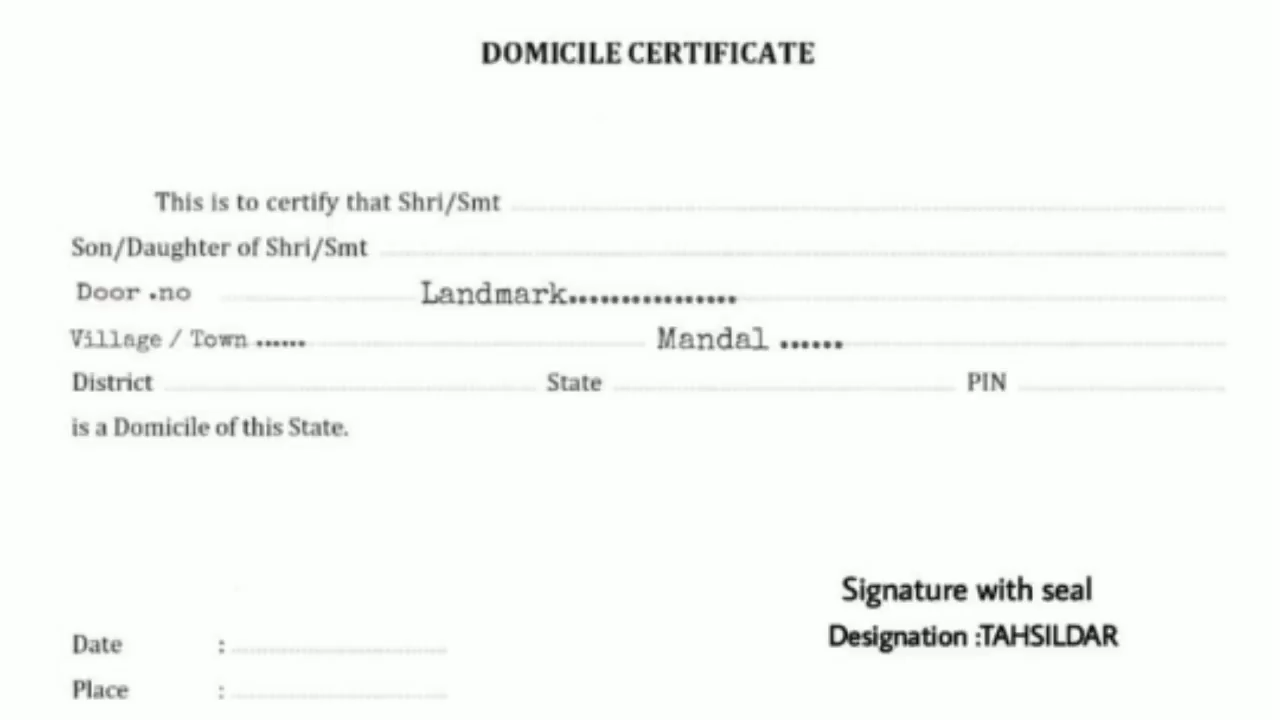 DOMICILE CERTIFICATE
This is to certify that Shri/Smt
Son/Daughter of Shri/Smt
Door .no Landmark................
Village / Town ...... Mandal ......
District State PIN
is a Domicile of this State.
Signature with seal
Designation :TAHSILDAR
Date :
Place :